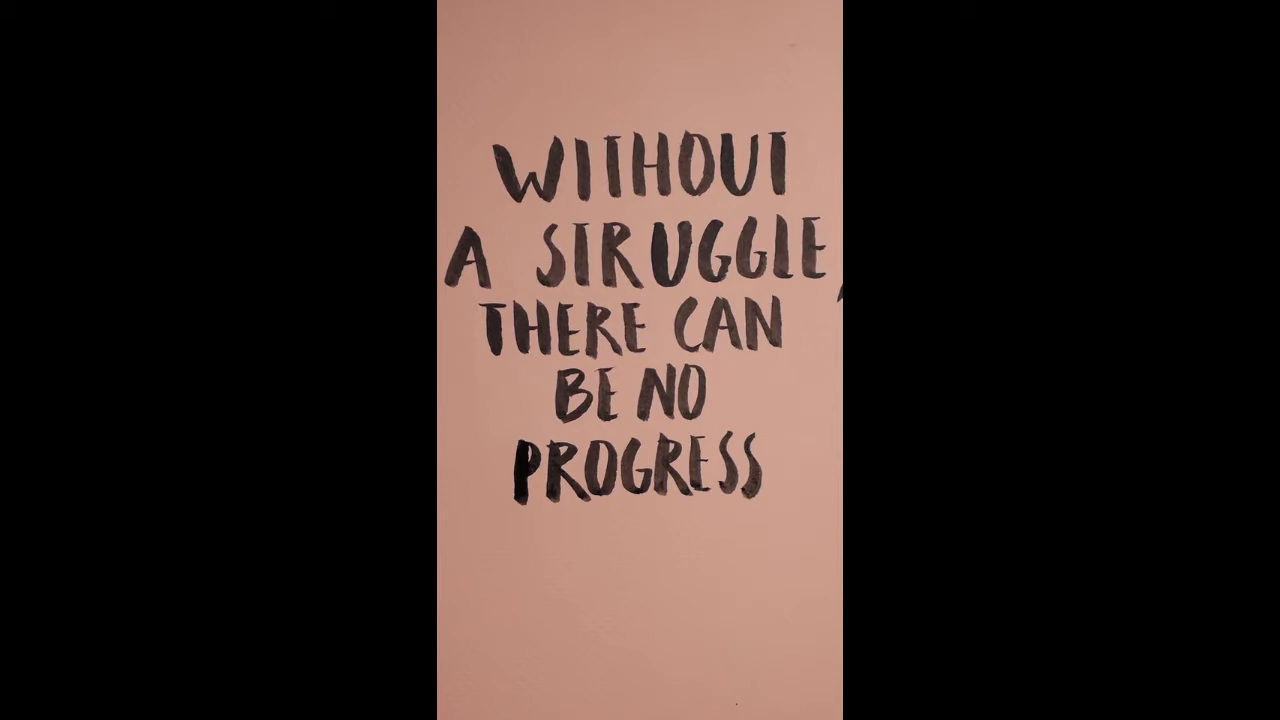 WITHOUT
A STRUGGLE,
THERE CAN
BE NO
PROGRESS